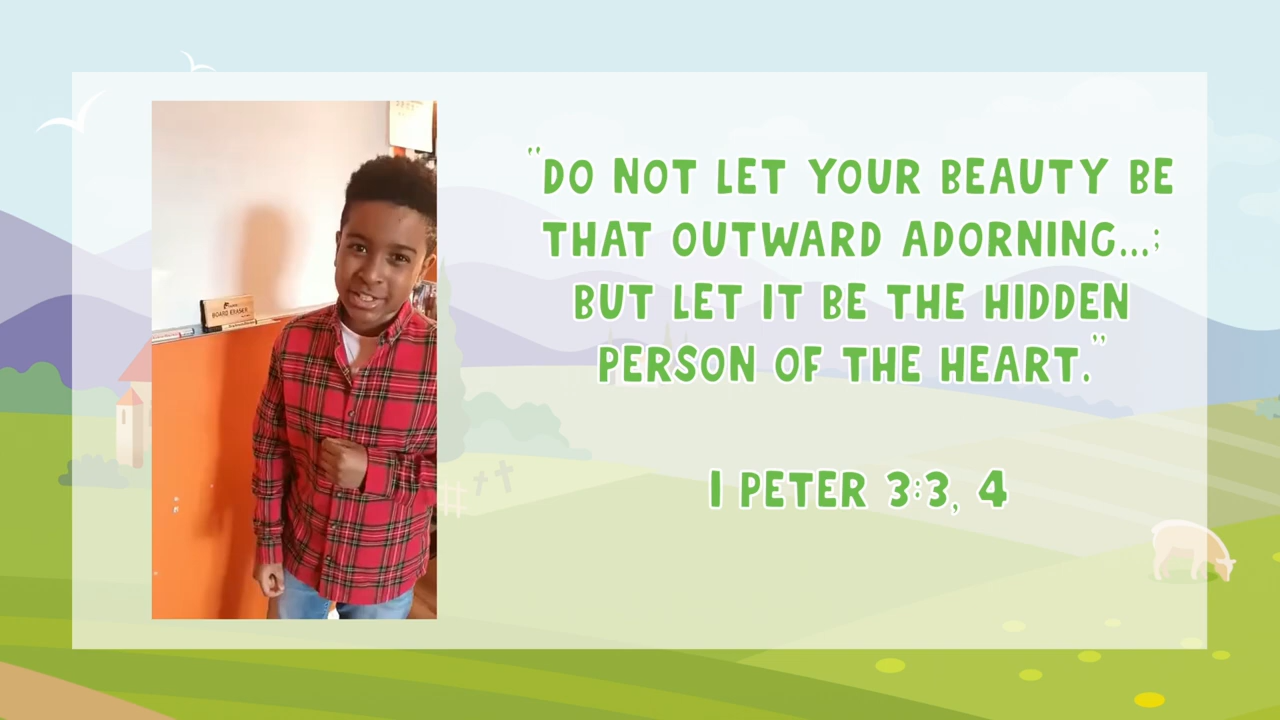 BOARD ERASER
"DO NOT LET YOUR BEAUTY BE
THAT OUTWARD ADORNING...;
BUT LET IT BE THE HIDDEN
PERSON OF THE HEART."
1 PETER 3:3, 4